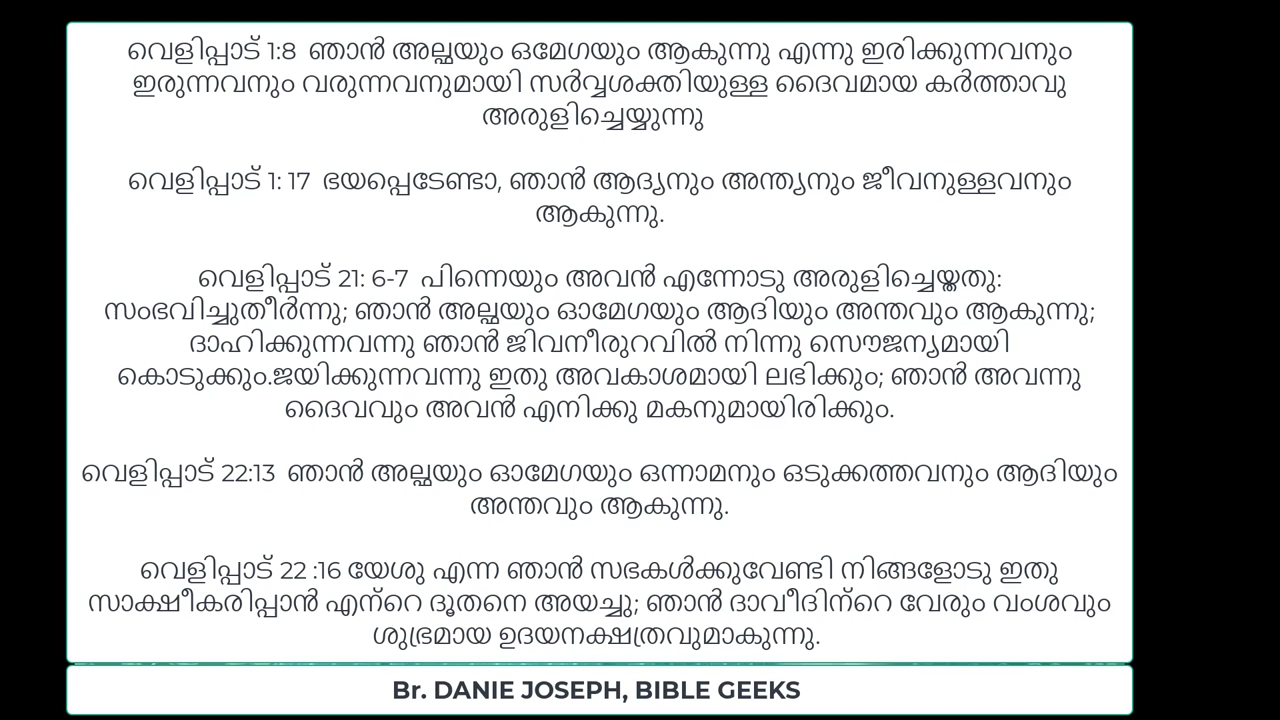 വെളിപ്പാട് 1:8 ഞാൻ അല്ഫയും ഒമേഗയും ആകുന്നു എന്നു ഇരിക്കുന്നവനും
ഇരുന്നവനും വരുന്നവനുമായി സർവ്വശക്തിയുള്ള ദൈവമായ കർത്താവു
അരുളിച്ചെയ്യുന്നു
വെളിപ്പാട് 1: 17 ഭയപ്പെടേണ്ടാ, ഞാൻ ആദ്യനും അന്ത്യനും ജീവനുള്ളവനും
ആകുന്നു.
വെളിപ്പാട് 21: 6-7 പിന്നെയും അവൻ എന്നോടു അരുളിച്ചെയ്തതു:
സംഭവിച്ചുതീർന്നു; ഞാൻ അല്ഫയും ഓമേഗയും ആദിയും അന്തവും ആകുന്നു;
ദാഹിക്കുന്നവന്നു ഞാൻ ജിവനീരുറവിൽ നിന്നു സൌജന്യമായി
കൊടുക്കും.ജയിക്കുന്നവന്നു ഇതു അവകാശമായി ലഭിക്കും; ഞാൻ അവന്നു
ദൈവവും അവൻ എനിക്കു മകനുമായിരിക്കും.
വെളിപ്പാട് 22:13 ഞാൻ അല്ഫയും ഓമേഗയും ഒന്നാമനും ഒടുക്കത്തവനും ആദിയും
അന്തവും ആകുന്നു.
വെളിപ്പാട് 22 :16 യേശു എന്ന ഞാൻ സഭകൾക്കുവേണ്ടി നിങ്ങളോടു ഇതു
സാക്ഷീകരിപ്പാൻ എന്റെ ദൂതനെ അയച്ചു; ഞാൻ ദാവീദിന്റെ വേരും വംശവും
ശുഭ്രമായ ഉദയനക്ഷത്രവുമാകുന്നു.
Br. DANIE JOSEPH, BIBLE GEEKS